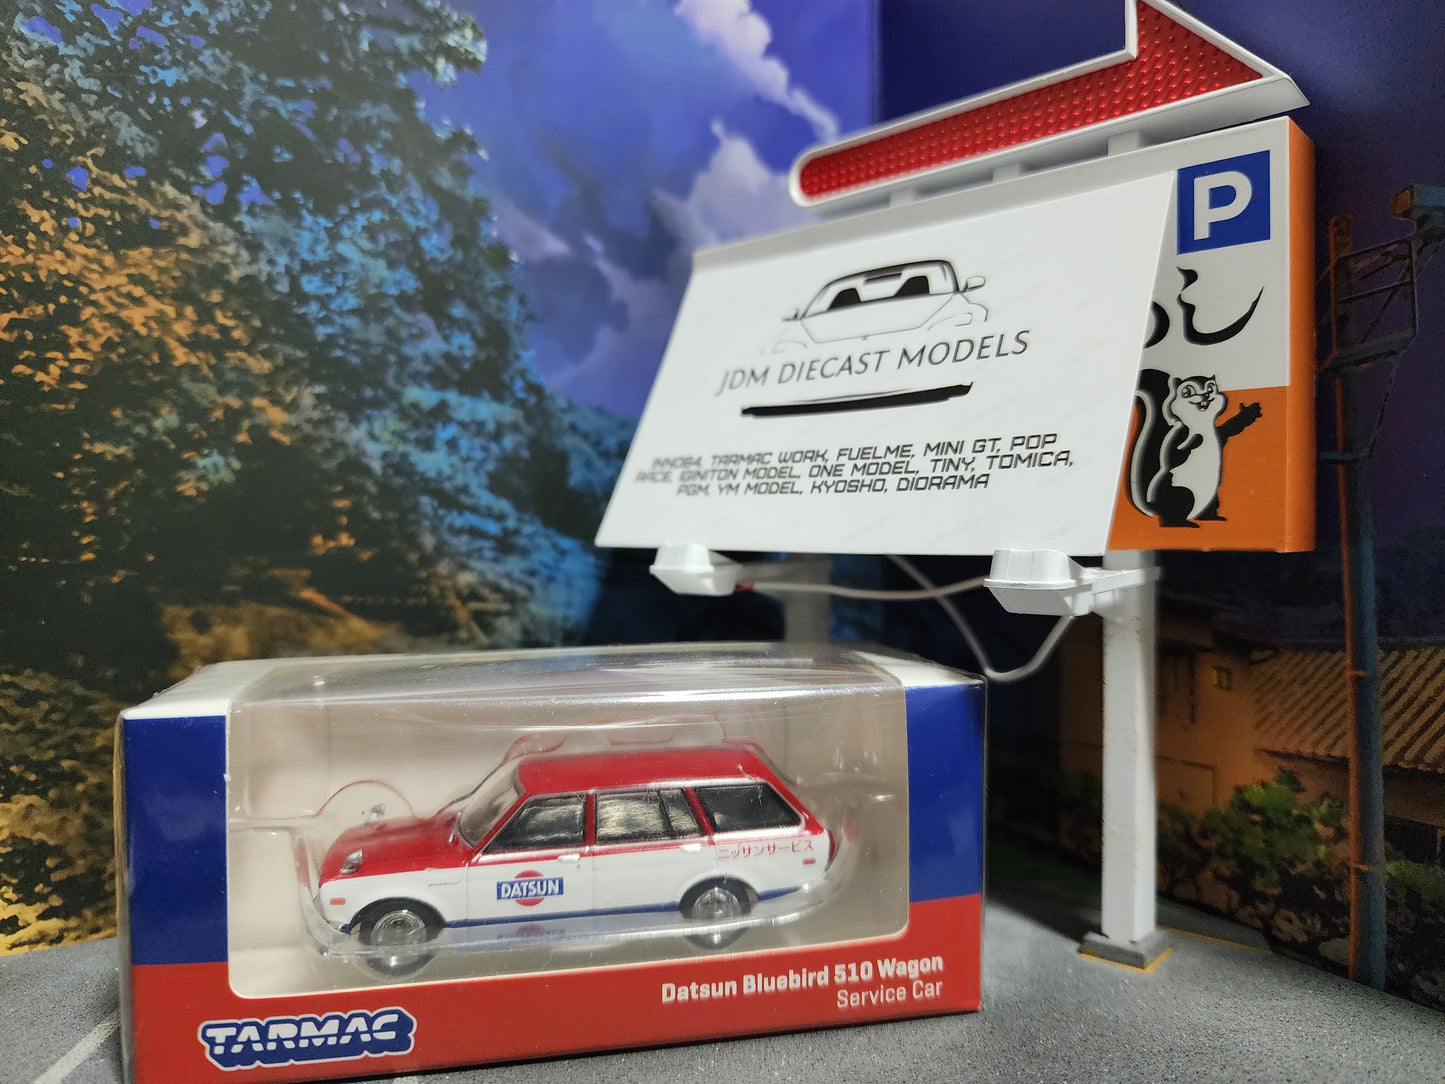 P
し
JDM DIECAST MODELS
INNO64, TARMAC WORK, FUELME, MINI GT, POP
RACE, IGNITON MODEL, ONE MODEL, TINY, TOMICA,
PGM, YM MODEL, KYOSHO, DIORAMA
ニッサンサービス
DATSUN
Datsun Bluebird 510 Wagon
Service Car
TARMAC